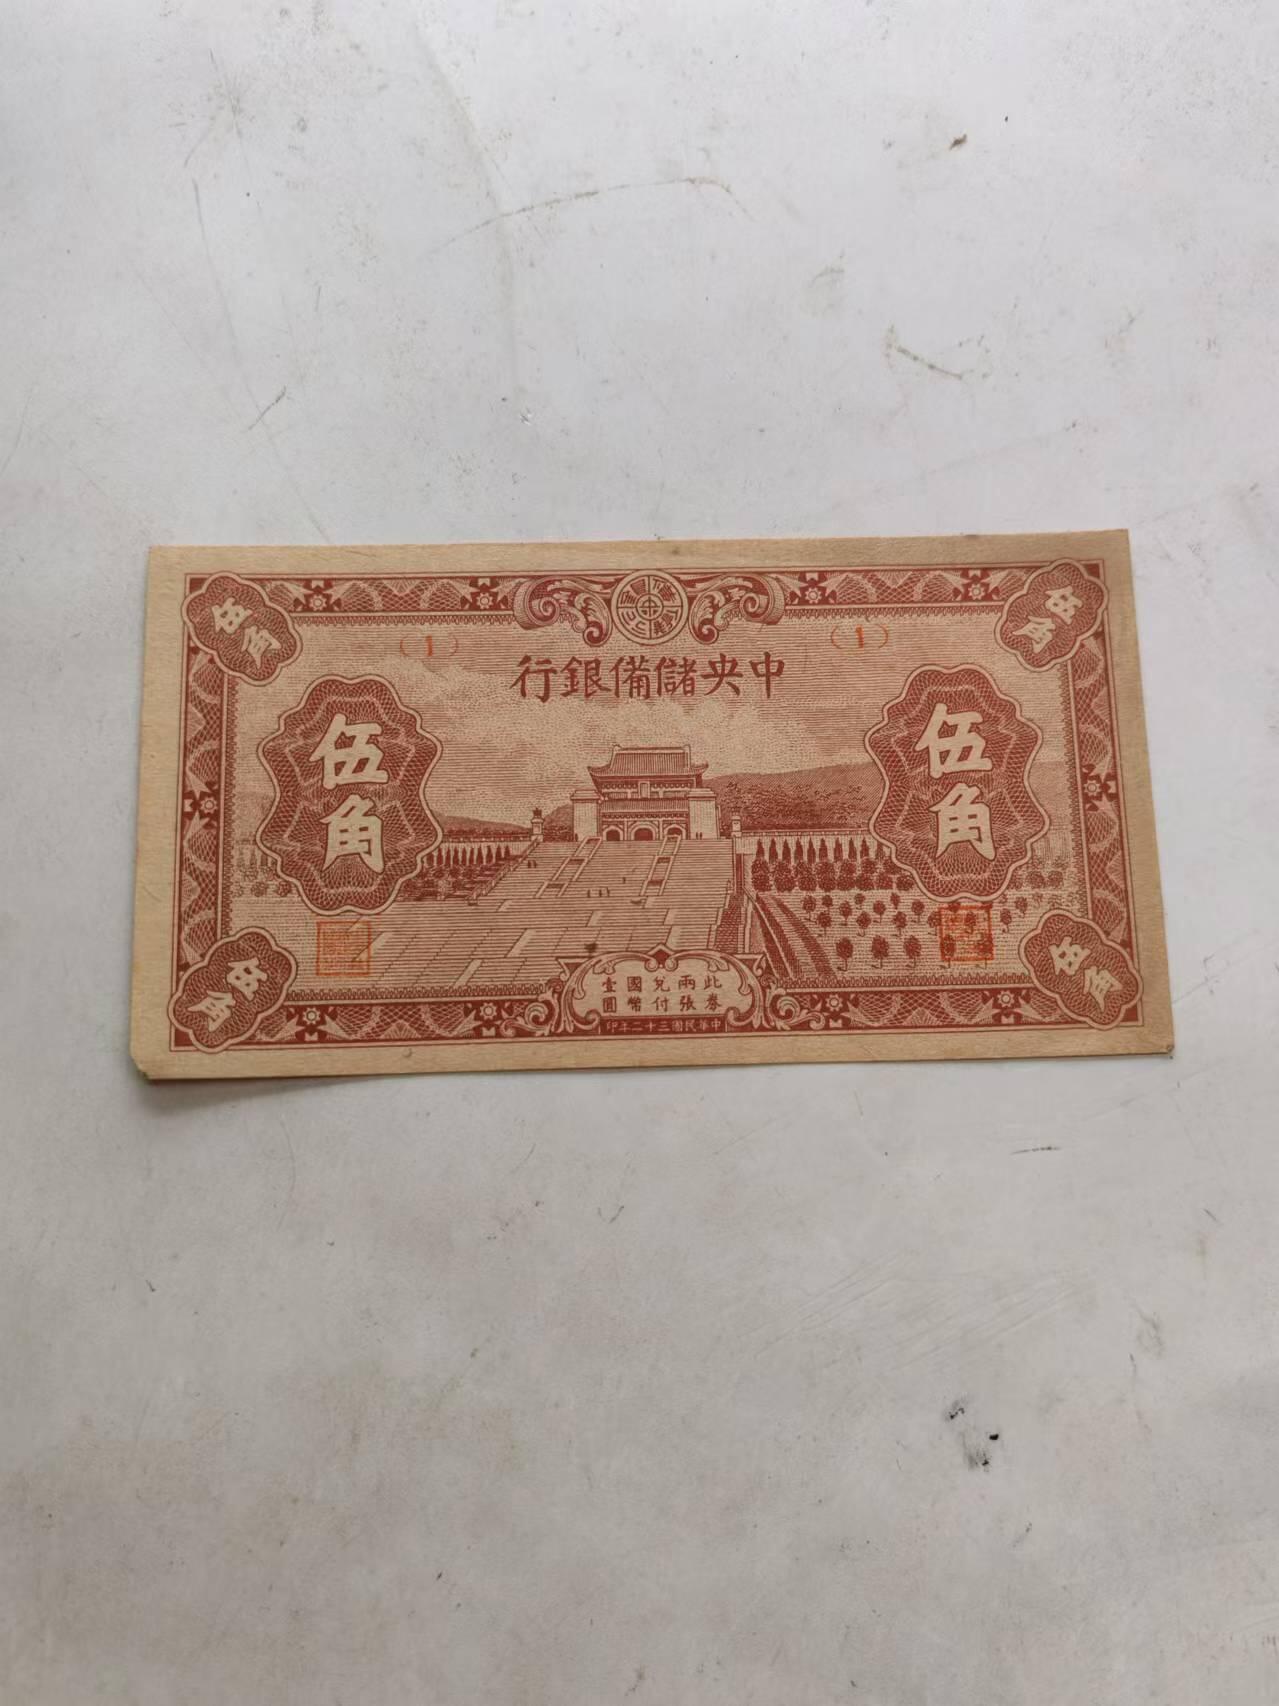 伍角
伍角
（1）
（1）
中央儲備銀行
伍角
伍角
此券兩張兌付國幣壹圓
中華民國三十二年印
伍角
伍角